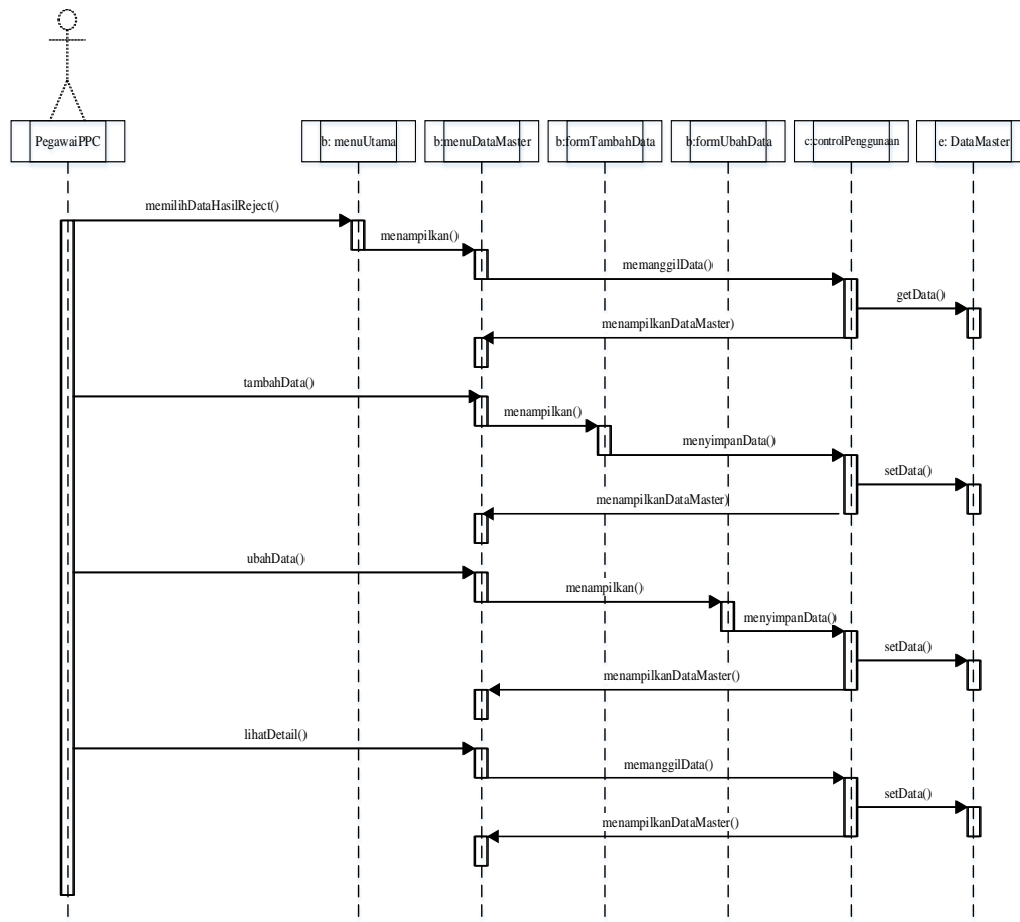 PegawaiPPC
b: menuUtama
b:menuDataMaster
b:formTambahData
b:formUbahData
c:controlPenggunaan
e: DataMaster
memilihDataHasilReject()
menampilkan()
memanggilData()
getData()
menampilkanDataMaster)
tambahData()
menampilkan()
menyimpanData()
setData()
menampilkanDataMaster)
ubahData()
menampilkan()
menyimpanData()
setData()
menampilkanDataMaster()
lihatDetail()
memanggilData()
setData()
menampilkanDataMaster()